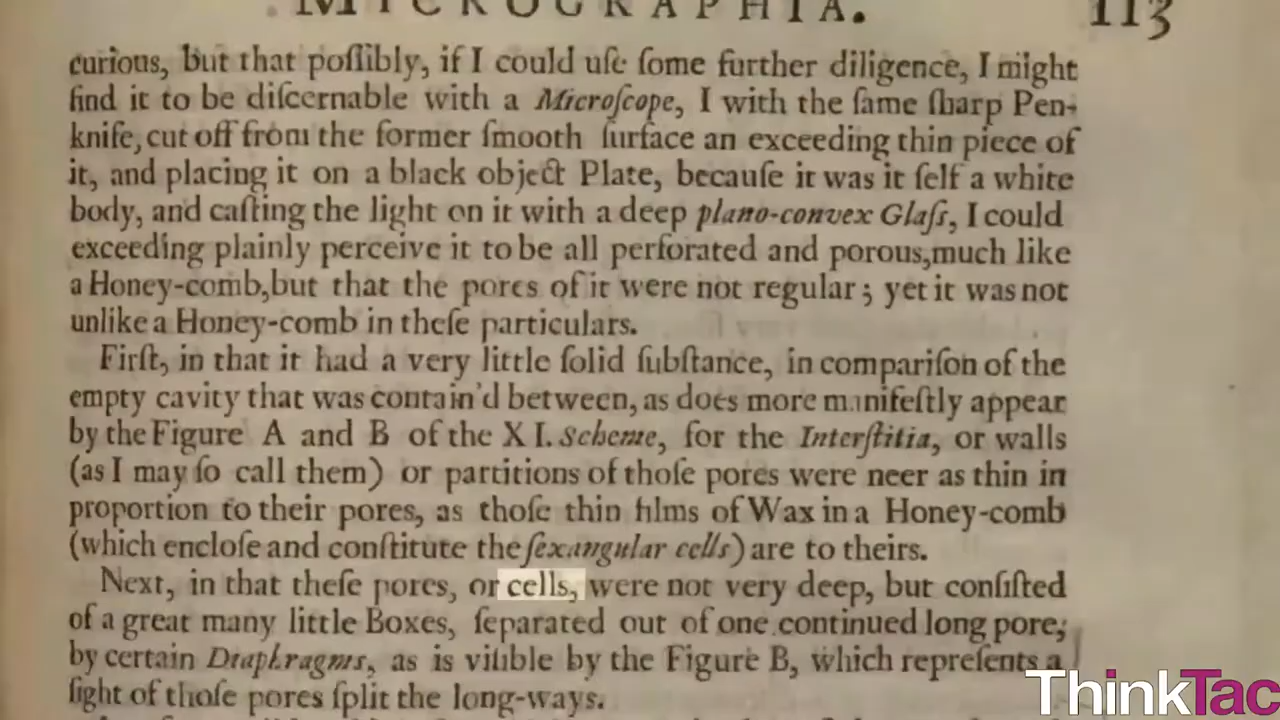 MICROGRAPHIA. 113
curious, but that poſſibly, if I could uſe ſome further diligence, I might
find it to be diſcernable with a Microſcope, I with the ſame ſharp Pen-
knife, cut off from the former ſmooth ſurface an exceeding thin piece of
it, and placing it on a black object Plate, becauſe it was it ſelf a white
body, and caſting the light on it with a deep plano-convex Glaſs, I could
exceeding plainly perceive it to be all perforated and porous, much like
a Honey-comb, but that the pores of it were not regular; yet it was not
unlike a Honey-comb in theſe particulars.
Firſt, in that it had a very little ſolid ſubſtance, in compariſon of the
empty cavity that was contain'd between, as does more manifeſtly appear
by the Figure A and B of the XI. Scheme, for the Interſtitia, or walls
(as I may ſo call them) or partitions of thoſe pores were neer as thin in
proportion to their pores, as thoſe thin films of Wax in a Honey-comb
(which encloſe and conſtitute the ſexangular cells) are to theirs.
Next, in that theſe pores, or cells, were not very deep, but conſiſted
of a great many little Boxes, ſeparated out of one continued long pore,
by certain Diaphragms, as is viſible by the Figure B, which repreſents a
ſight of thoſe pores ſplit the long-ways.
ThinkTac